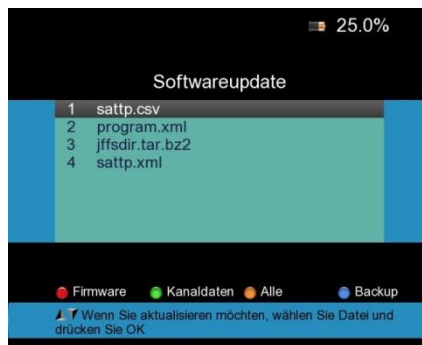 25.0%
Softwareupdate
1 sattp.csv
2 program.xml
3 jffsdir.tar.bz2
4 sattp.xml
Firmware Kanaldaten Alle Backup
Wenn Sie aktualisieren möchten, wählen Sie Datei und
drücken Sie OK